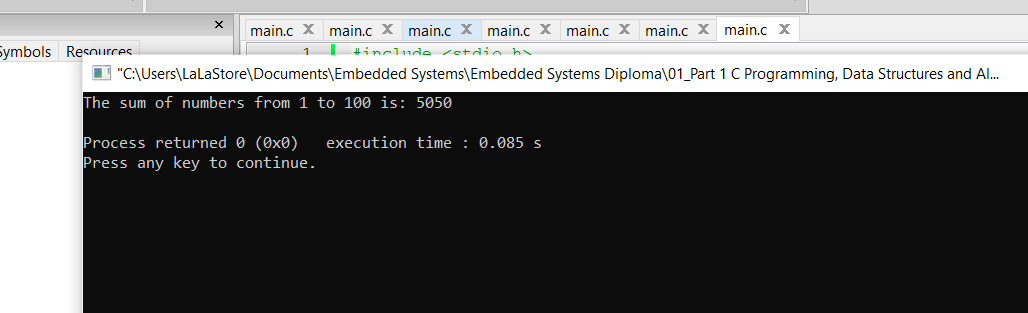 main.c main.c main.c main.c main.c main.c main.c
Symbols Resources
1 #include <stdio.h>
"C:\Users\LaLaStore\Documents\Embedded Systems\Embedded Systems Diploma\01_Part 1 C Programming, Data Structures and Al...
The sum of numbers from 1 to 100 is: 5050
Process returned 0 (0x0) execution time : 0.085 s
Press any key to continue.